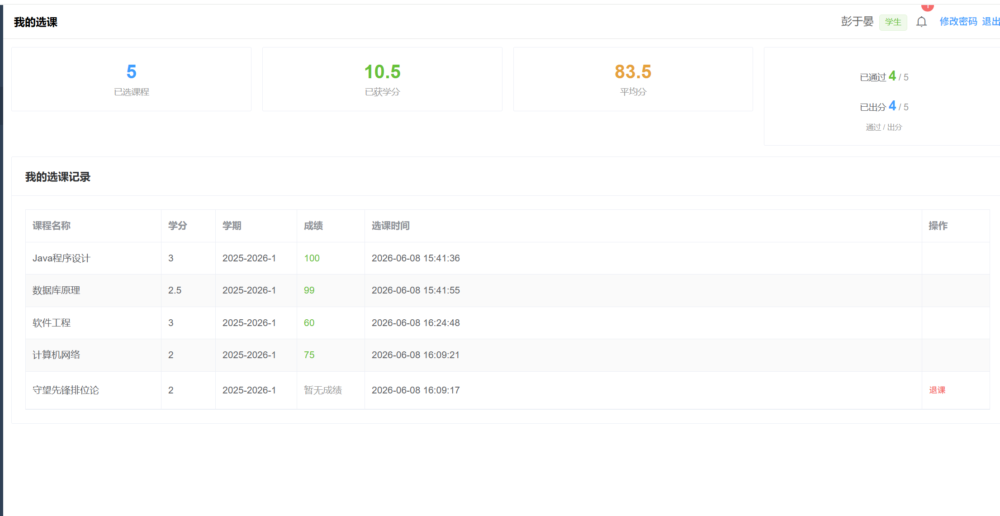 我的选课
彭于晏 学生 修改密码 退出
5
已选课程
10.5
已获学分
83.5
平均分
已通过 4 / 5
已出分 4 / 5
通过 / 出分
我的选课记录
课程名称 学分 学期 成绩 选课时间 操作
Java程序设计 3 2025-2026-1 100 2026-06-08 15:41:36
数据库原理 2.5 2025-2026-1 99 2026-06-08 15:41:55
软件工程 3 2025-2026-1 60 2026-06-08 16:24:48
计算机网络 2 2025-2026-1 75 2026-06-08 16:09:21
守望先锋排位论 2 2025-2026-1 暂无成绩 2026-06-08 16:09:17 退课